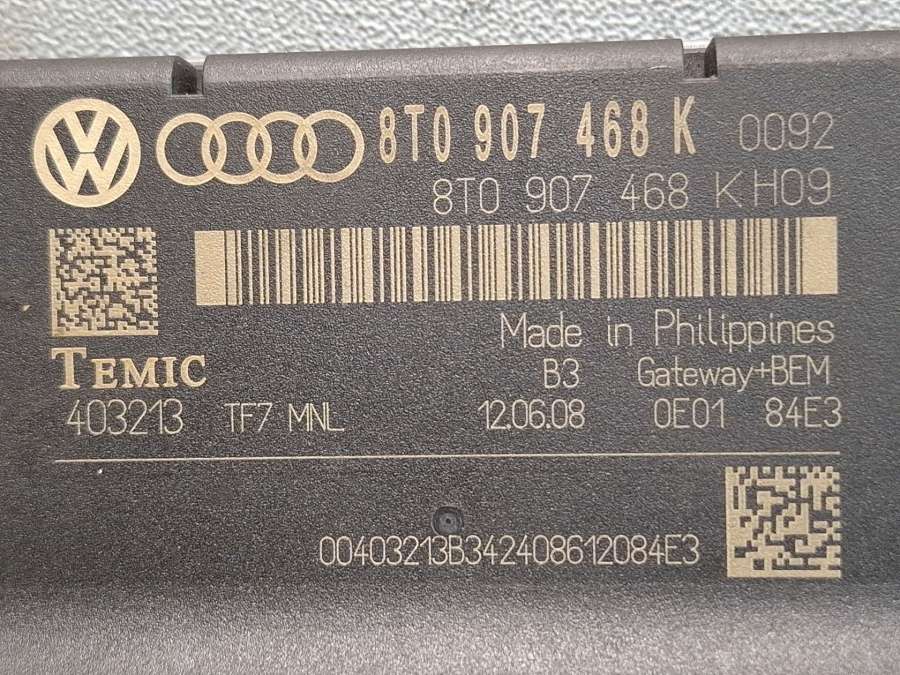 8T0 907 468 K 0092
8T0 907 468 K H09
Made in Philippines
TEMIC B3 Gateway+BEM
403213 TF7 MNL 12.06.08 0E01 84E3
00403213B342408612084E3